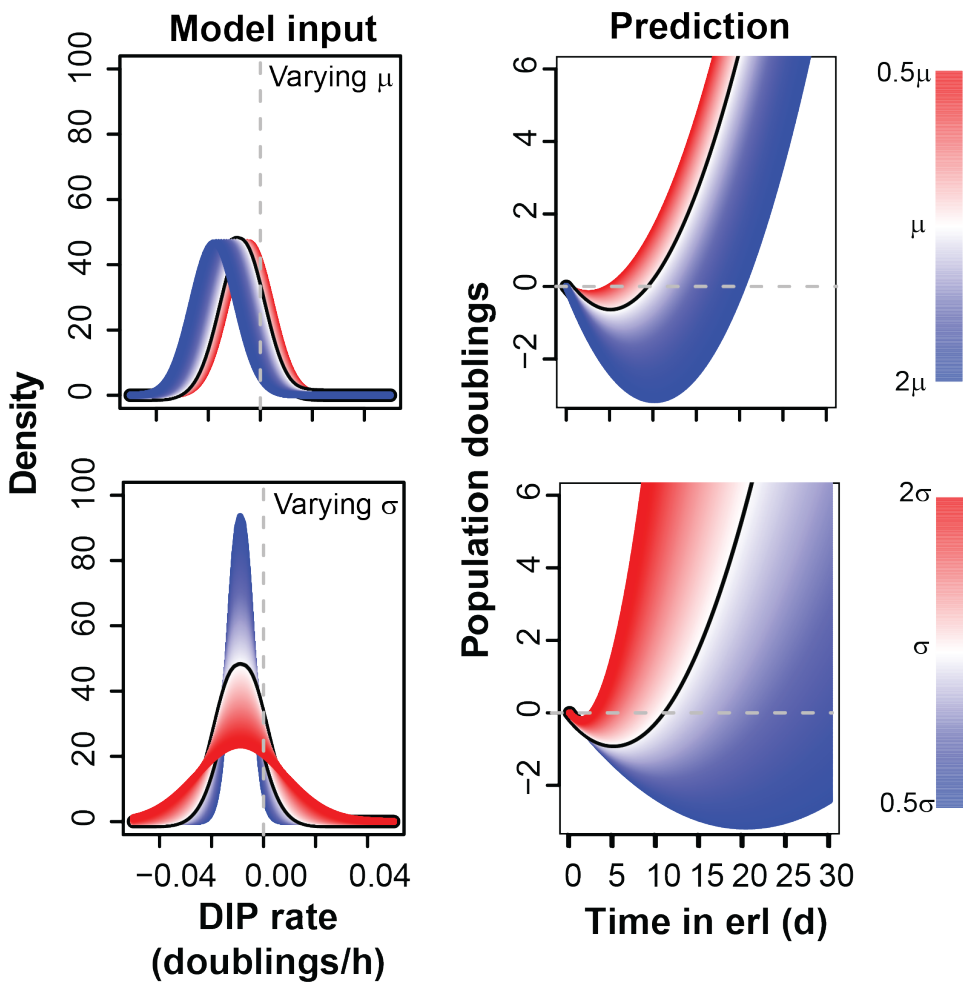 Model input
Prediction
Density
100
80
60
40
20
0
Varying μ
Population doublings
6
4
2
0
−2
0.5μ
μ
2μ
100
80
60
40
20
0
Varying σ
−0.04
0.00
0.04
DIP rate
(doublings/h)
6
4
2
0
−2
0
5
10
15
20
25
30
Time in erl (d)
2σ
σ
0.5σ